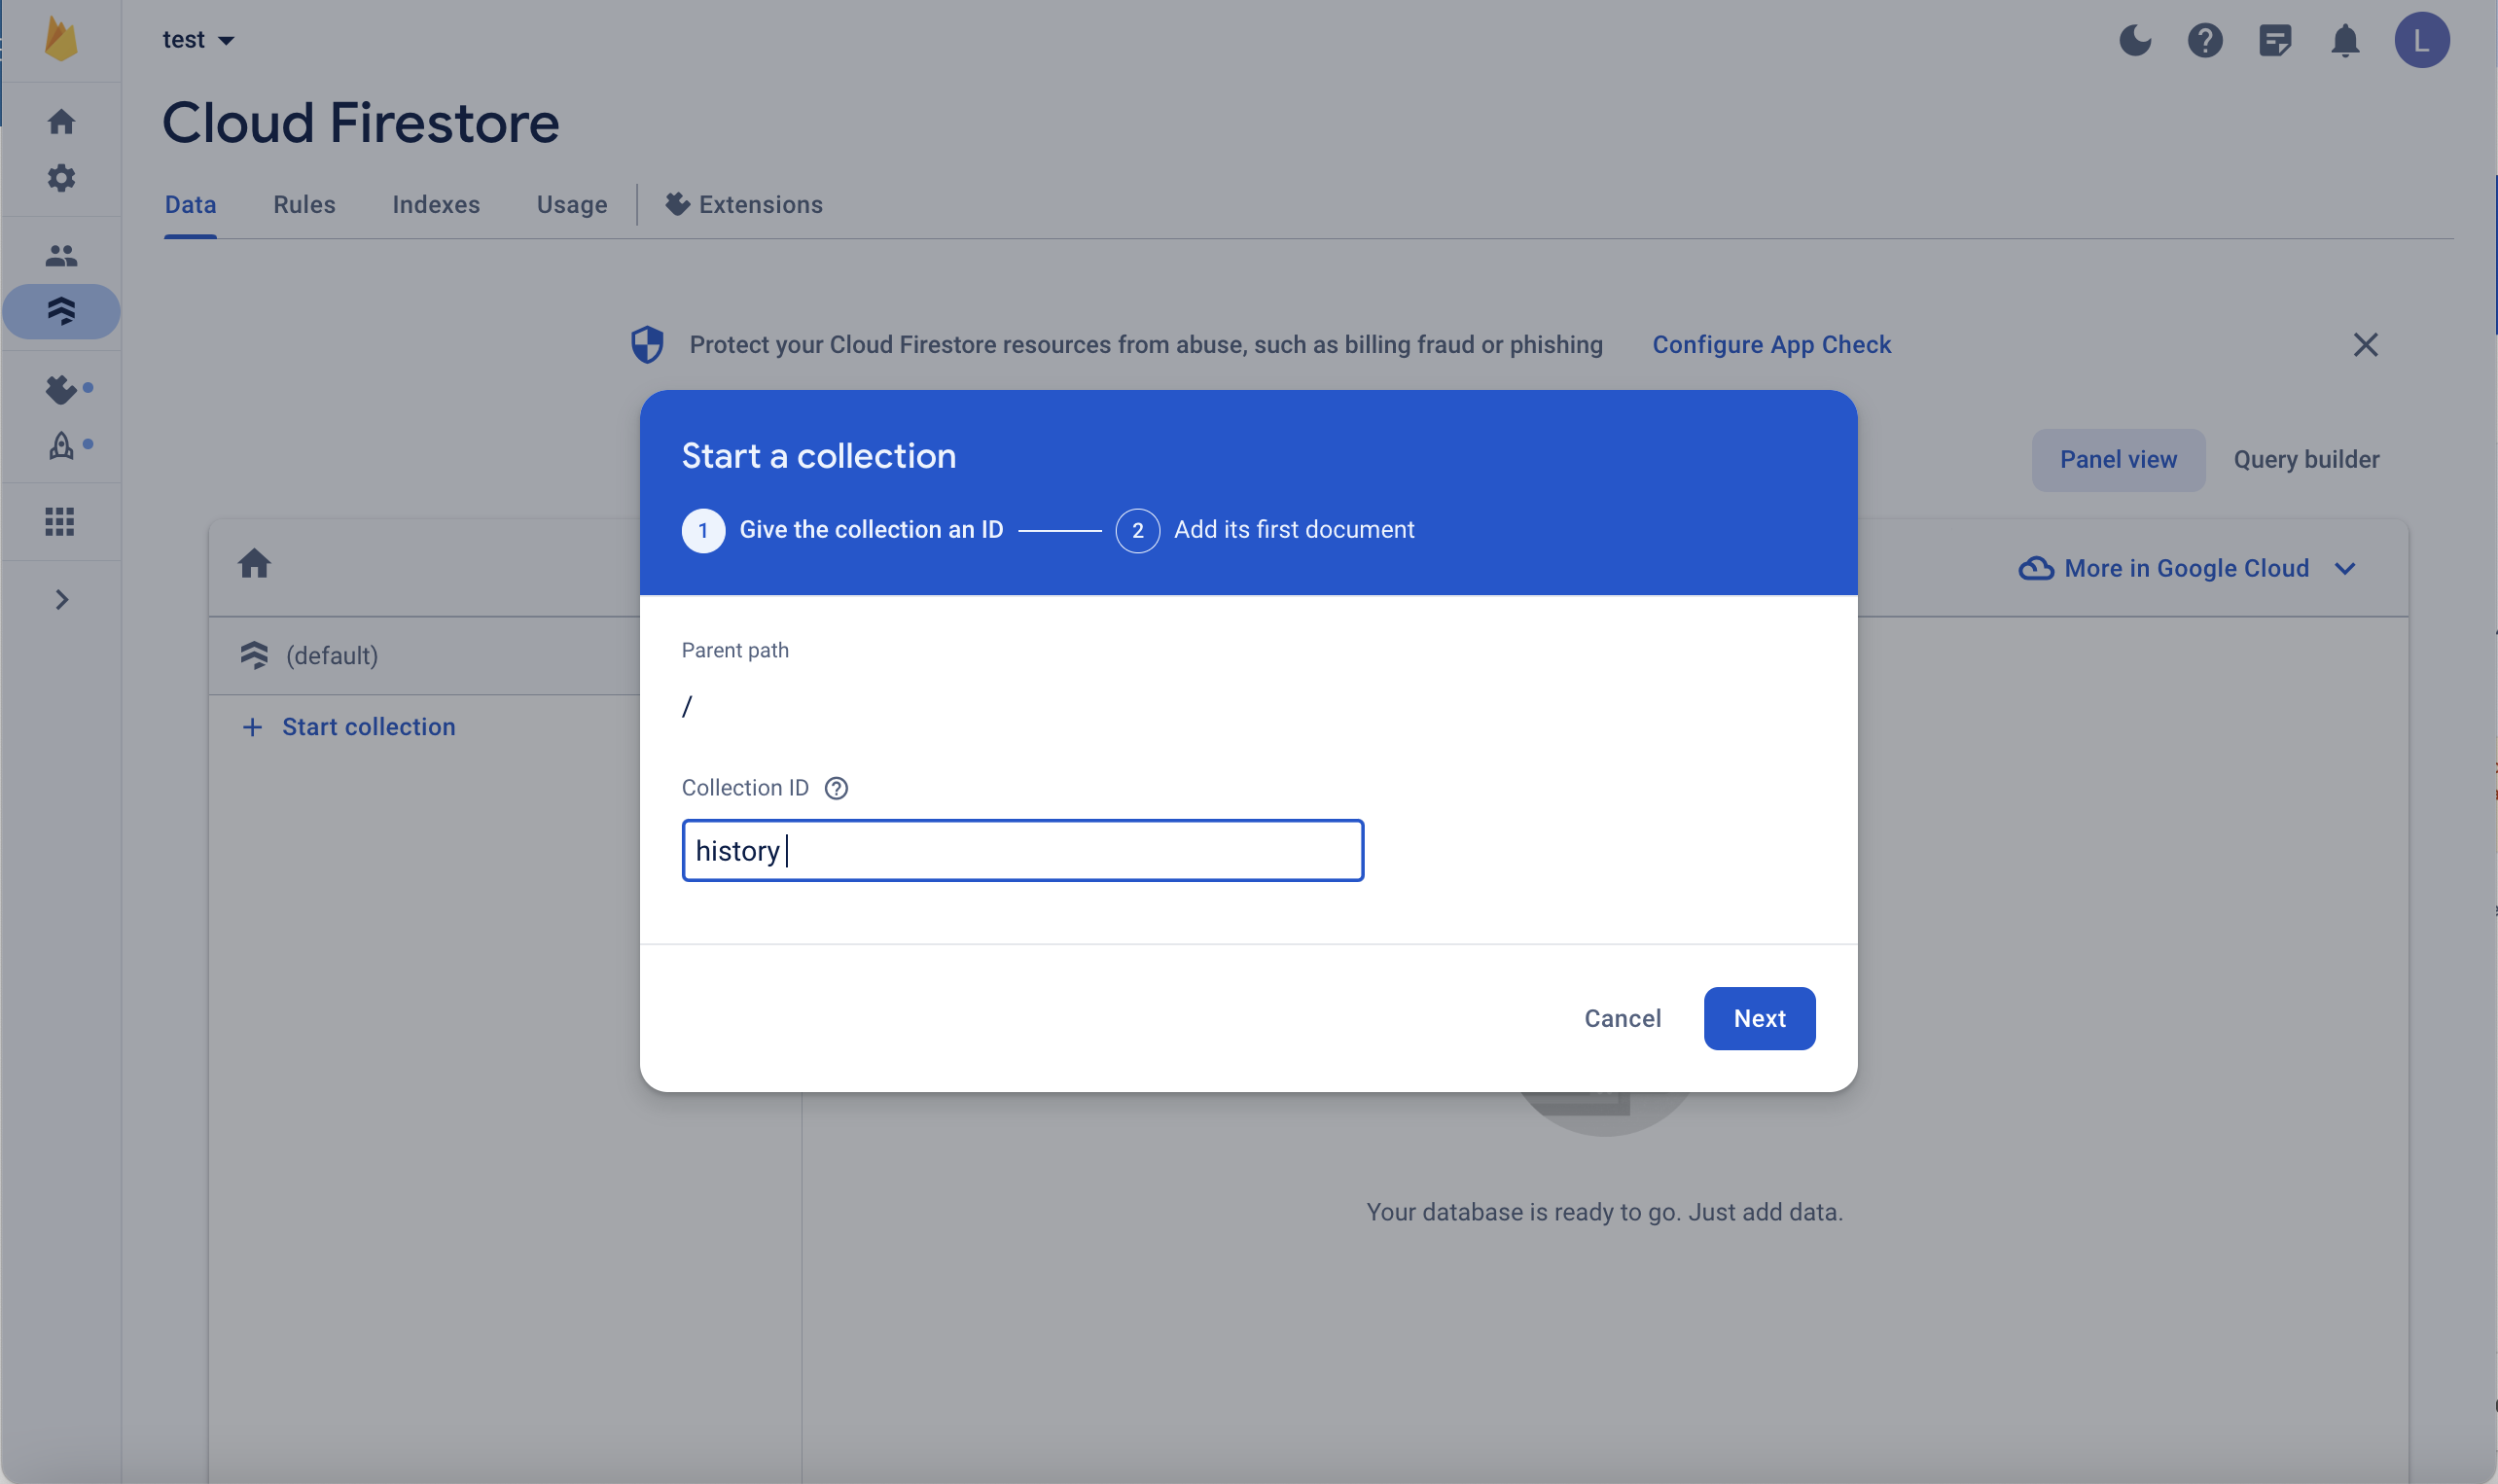 test
L
Cloud Firestore
Data Rules Indexes Usage Extensions
Protect your Cloud Firestore resources from abuse, such as billing fraud or phishing Configure App Check
Panel view Query builder
More in Google Cloud
(default)
Start collection
Start a collection
1 Give the collection an ID 2 Add its first document
Parent path
/
Collection ID
history
Cancel Next
Your database is ready to go. Just add data.